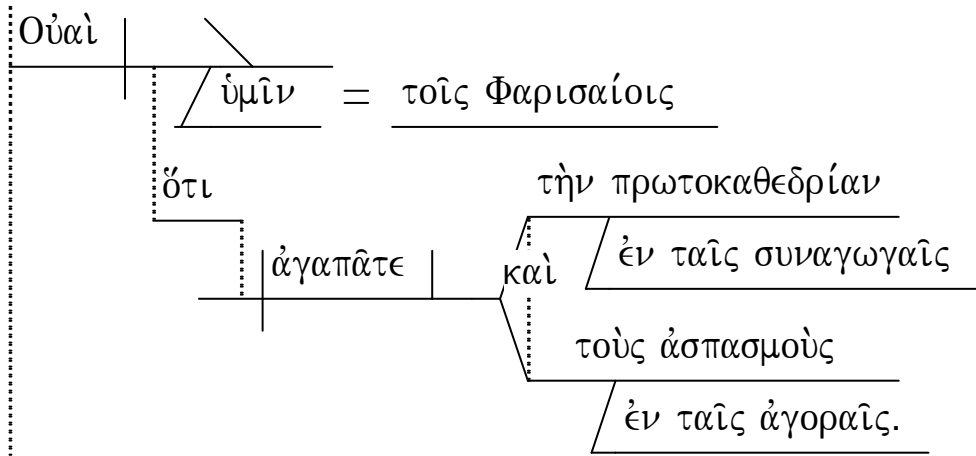 Οὐαὶ
ὑμῖν = τοῖς Φαρισαίοις
ὅτι
τὴν πρωτοκαθεδρίαν
ἐν ταῖς συναγωγαῖς
ἀγαπᾶτε
καὶ
τοὺς ἀσπασμοὺς
ἐν ταῖς ἀγοραῖς.